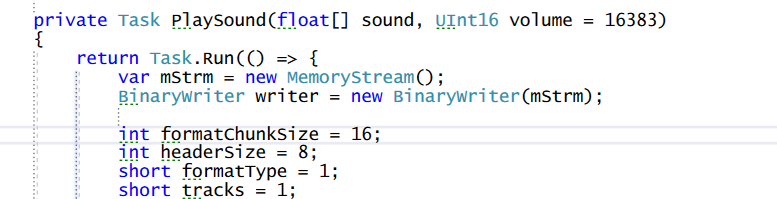 private Task PlaySound(float[] sound, UInt16 volume = 16383)
{
return Task.Run(() => {
var mStrm = new MemoryStream();
BinaryWriter writer = new BinaryWriter(mStrm);
int formatChunkSize = 16;
int headerSize = 8;
short formatType = 1;
short tracks = 1;